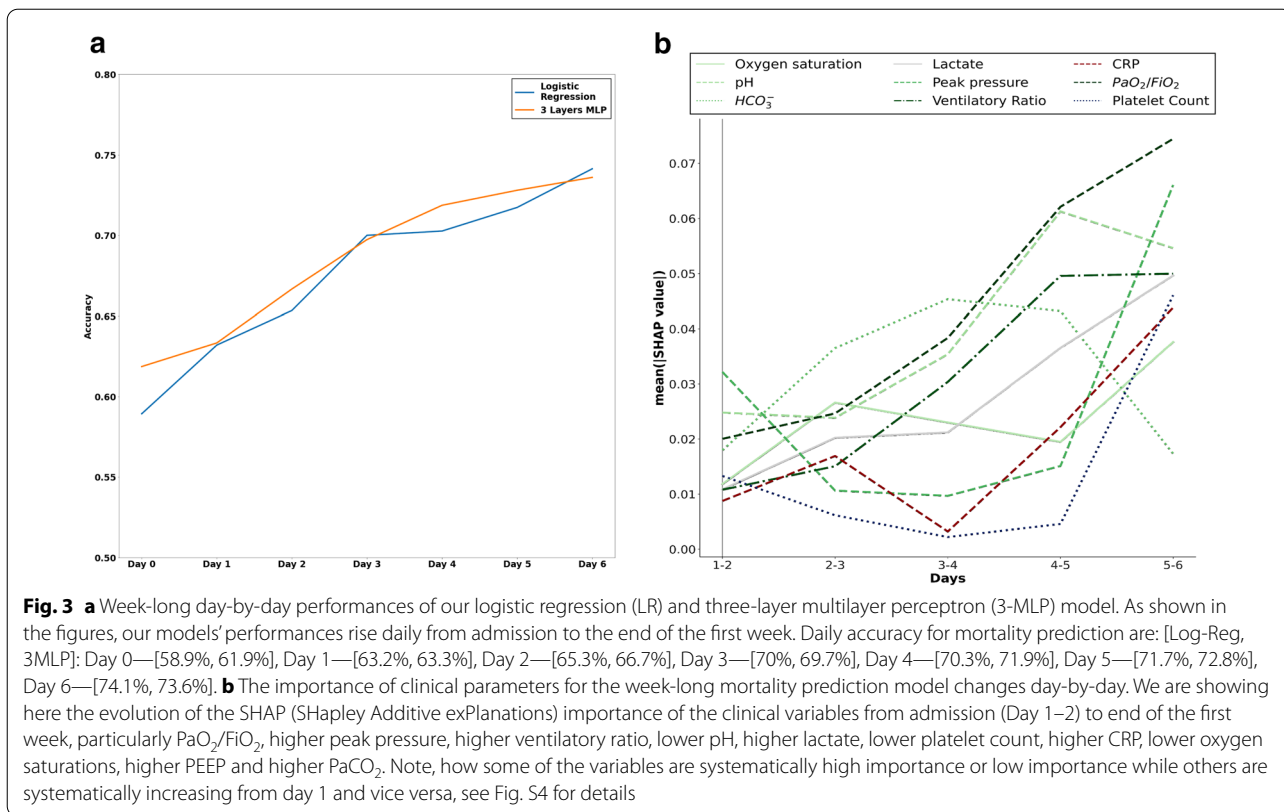 a
0.80
0.75
0.70
0.65
0.60
0.55
0.50
Accuracy
Logistic
Regression
3 Layers MLP
Day 0 Day 1 Day 2 Day 3 Day 4 Day 5 Day 6
b
Oxygen saturation Lactate CRP
pH Peak pressure PaO₂/FiO₂
HCO₃⁻ Ventilatory Ratio Platelet Count
0.07
0.06
0.05
0.04
0.03
0.02
0.01
0.00
mean(|SHAP value|)
1-2 2-3 3-4 4-5 5-6
Days
Fig. 3 a Week-long day-by-day performances of our logistic regression (LR) and three-layer multilayer perceptron (3-MLP) model. As shown in
the figures, our models' performances rise daily from admission to the end of the first week. Daily accuracy for mortality prediction are: [Log-Reg,
3MLP]: Day 0—[58.9%, 61.9%], Day 1—[63.2%, 63.3%], Day 2—[65.3%, 66.7%], Day 3—[70%, 69.7%], Day 4—[70.3%, 71.9%], Day 5—[71.7%, 72.8%],
Day 6—[74.1%, 73.6%]. b The importance of clinical parameters for the week-long mortality prediction model changes day-by-day. We are showing
here the evolution of the SHAP (SHapley Additive exPlanations) importance of the clinical variables from admission (Day 1–2) to end of the first
week, particularly PaO₂/FiO₂, higher peak pressure, higher ventilatory ratio, lower pH, higher lactate, lower platelet count, higher CRP, lower oxygen
saturations, higher PEEP and higher PaCO₂. Note, how some of the variables are systematically high importance or low importance while others are
systematically increasing from day 1 and vice versa, see Fig. S4 for details